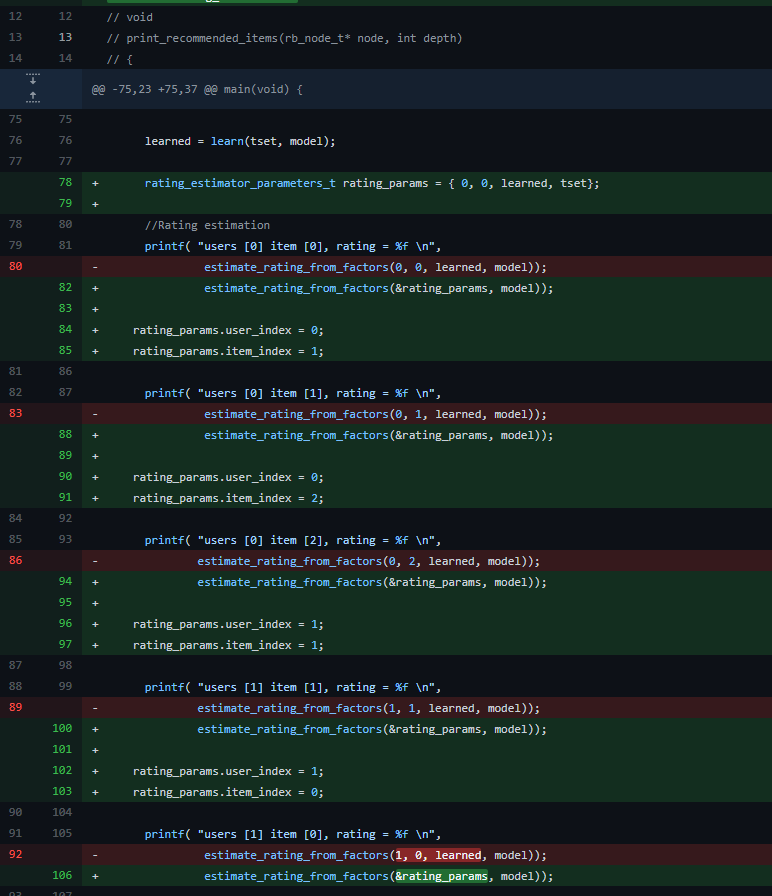 12 12 // void
13 13 // print_recommended_items(rb_node_t* node, int depth)
14 14 // {
@@ -75,23 +75,37 @@ main(void) {
75 75
76 76 learned = learn(tset, model);
77 77
78 + rating_estimator_parameters_t rating_params = { 0, 0, learned, tset};
79 +
78 80 //Rating estimation
79 81 printf( "users [0] item [0], rating = %f \n",
80 - estimate_rating_from_factors(0, 0, learned, model));
82 + estimate_rating_from_factors(&rating_params, model));
83 +
84 + rating_params.user_index = 0;
85 + rating_params.item_index = 1;
81 86
82 87 printf( "users [0] item [1], rating = %f \n",
83 - estimate_rating_from_factors(0, 1, learned, model));
88 + estimate_rating_from_factors(&rating_params, model));
89 +
90 + rating_params.user_index = 0;
91 + rating_params.item_index = 2;
84 92
85 93 printf( "users [0] item [2], rating = %f \n",
86 - estimate_rating_from_factors(0, 2, learned, model));
94 + estimate_rating_from_factors(&rating_params, model));
95 +
96 + rating_params.user_index = 1;
97 + rating_params.item_index = 1;
87 98
88 99 printf( "users [1] item [1], rating = %f \n",
89 - estimate_rating_from_factors(1, 1, learned, model));
100 + estimate_rating_from_factors(&rating_params, model));
101 +
102 + rating_params.user_index = 1;
103 + rating_params.item_index = 0;
90 104
91 105 printf( "users [1] item [0], rating = %f \n",
92 - estimate_rating_from_factors(1, 0, learned, model));
106 + estimate_rating_from_factors(&rating_params, model));